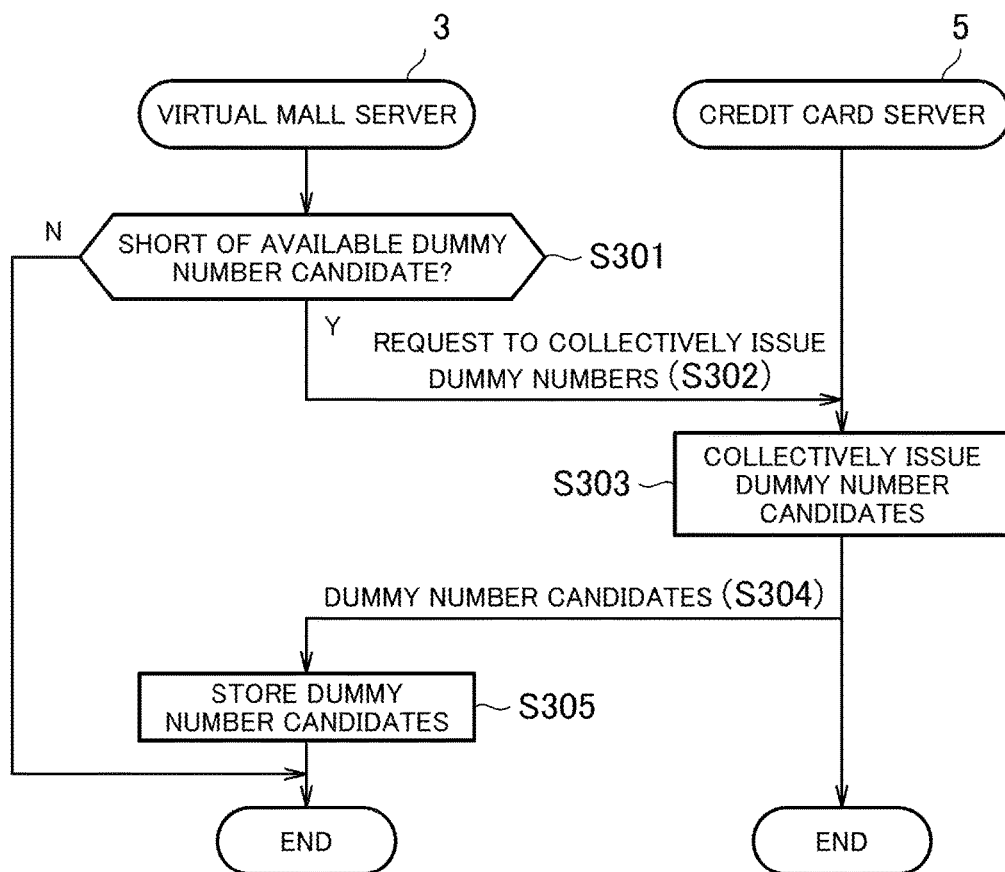 3
5
VIRTUAL MALL SERVER
CREDIT CARD SERVER
N
SHORT OF AVAILABLE DUMMY
NUMBER CANDIDATE?
S301
Y
REQUEST TO COLLECTIVELY ISSUE
DUMMY NUMBERS (S302)
S303
COLLECTIVELY ISSUE
DUMMY NUMBER
CANDIDATES
DUMMY NUMBER CANDIDATES (S304)
STORE DUMMY
NUMBER CANDIDATES
S305
END
END